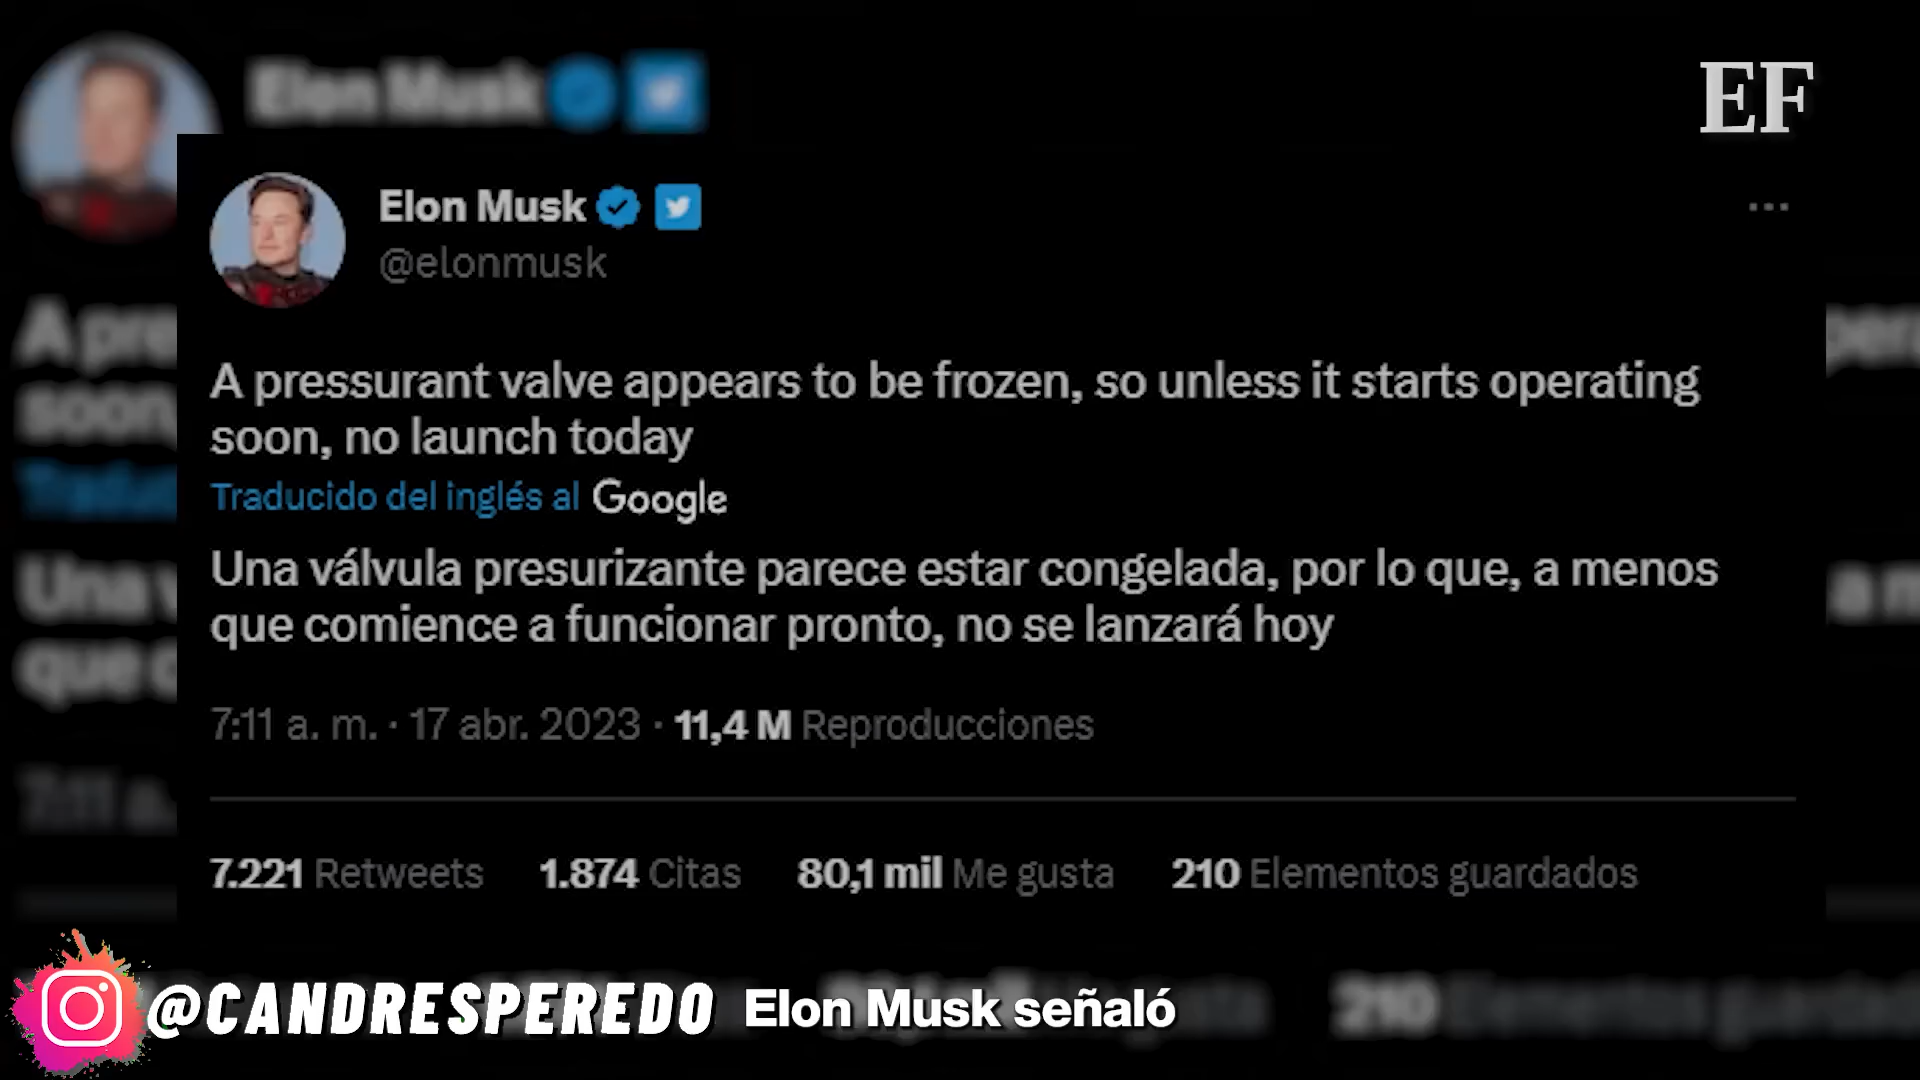 Elon Musk
EF
Elon Musk
@elonmusk
A pressurant valve appears to be frozen, so unless it starts operating
soon, no launch today
Traducido del inglés al Google
Una válvula presurizante parece estar congelada, por lo que, a menos
que comience a funcionar pronto, no se lanzará hoy
7:11 a. m. · 17 abr. 2023 · 11,4 M Reproducciones
7.221 Retweets 1.874 Citas 80,1 mil Me gusta 210 Elementos guardados
@CANDRESPEREDO Elon Musk señaló